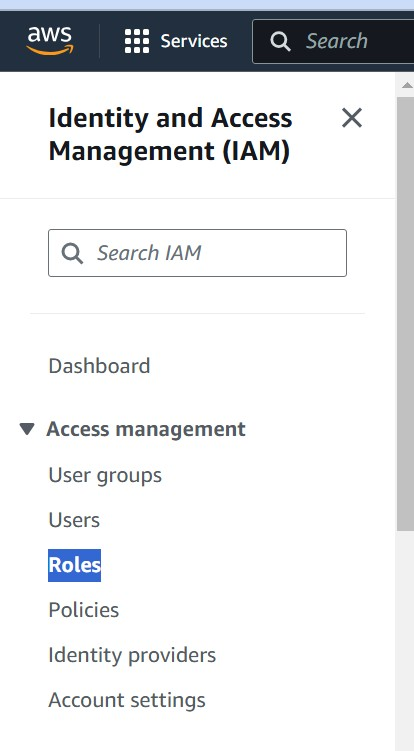 aws
Services
Search
Identity and Access
Management (IAM)
Search IAM
Dashboard
Access management
User groups
Users
Roles
Policies
Identity providers
Account settings